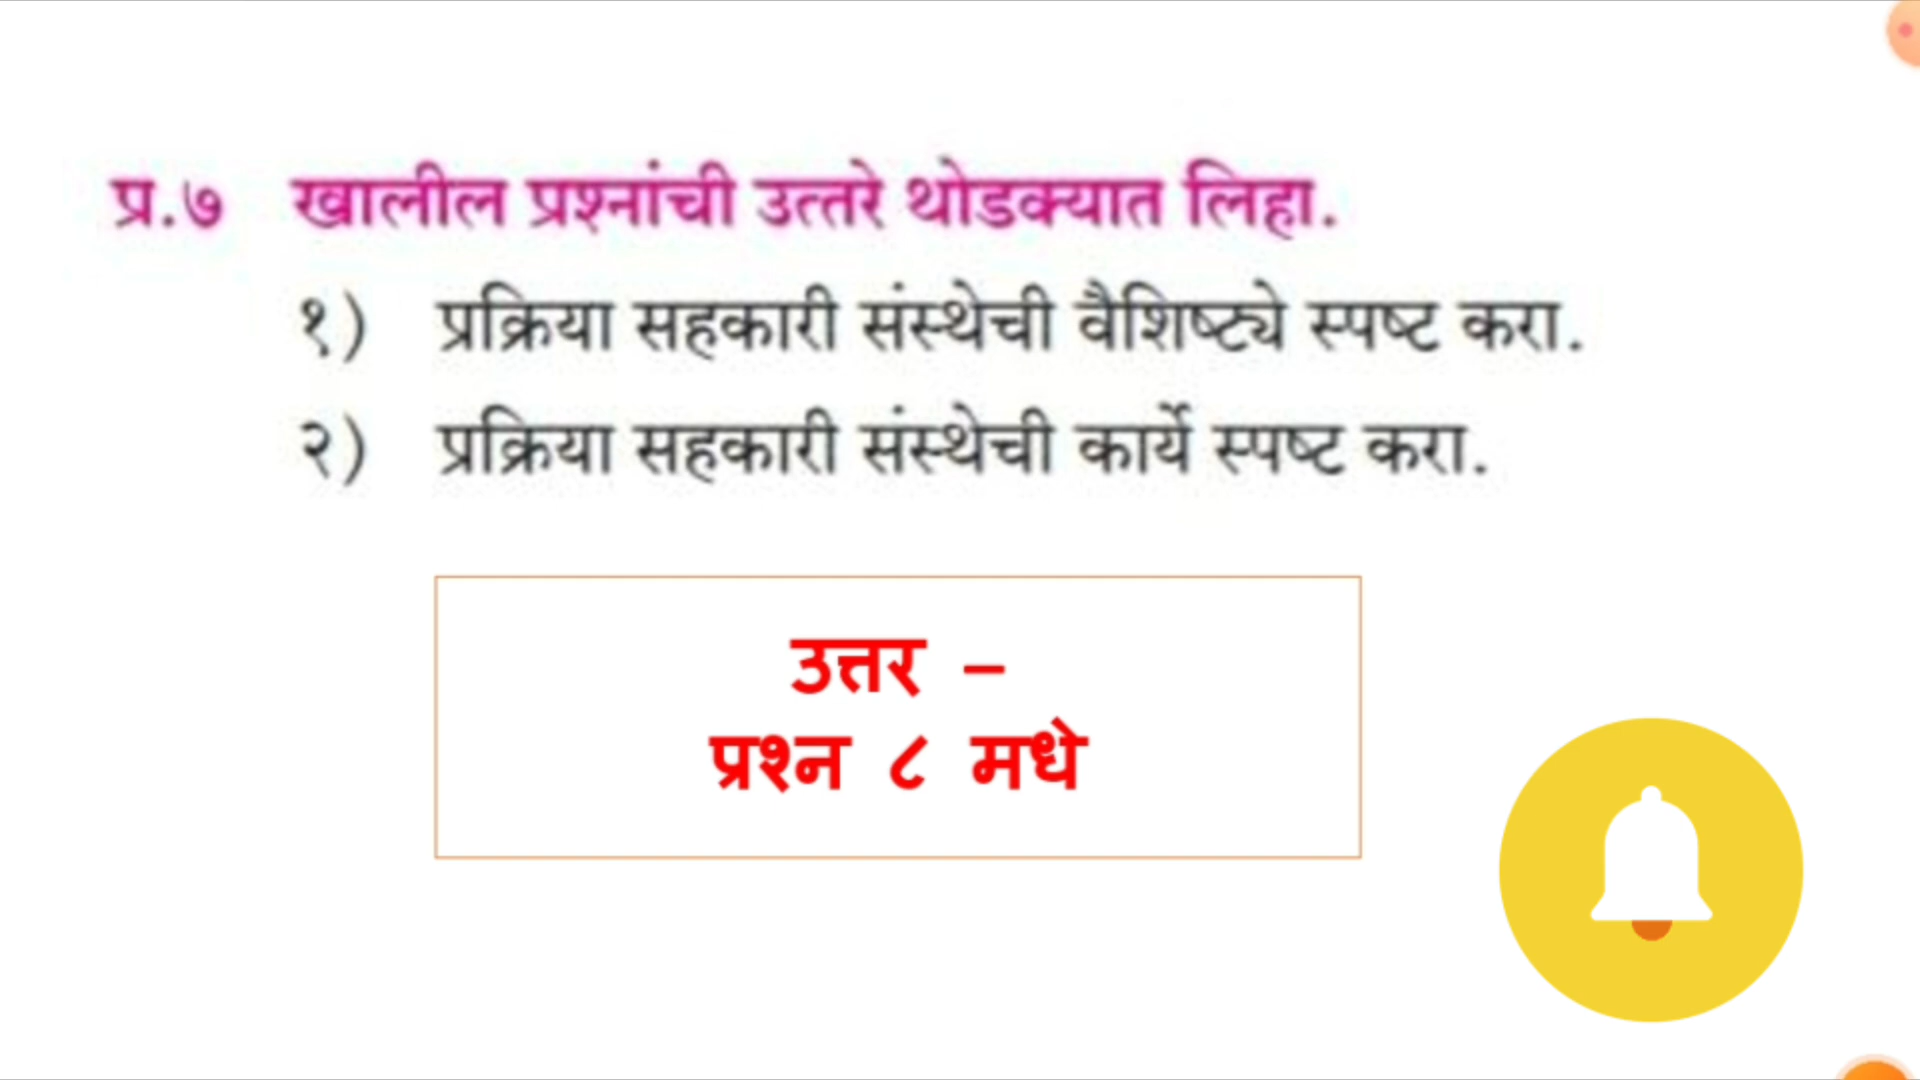 प्र.७ खालील प्रश्नांची उत्तरे थोडक्यात लिहा.
१) प्रक्रिया सहकारी संस्थेची वैशिष्ट्ये स्पष्ट करा.
२) प्रक्रिया सहकारी संस्थेची कार्ये स्पष्ट करा.
उत्तर –
प्रश्न ८ मधे